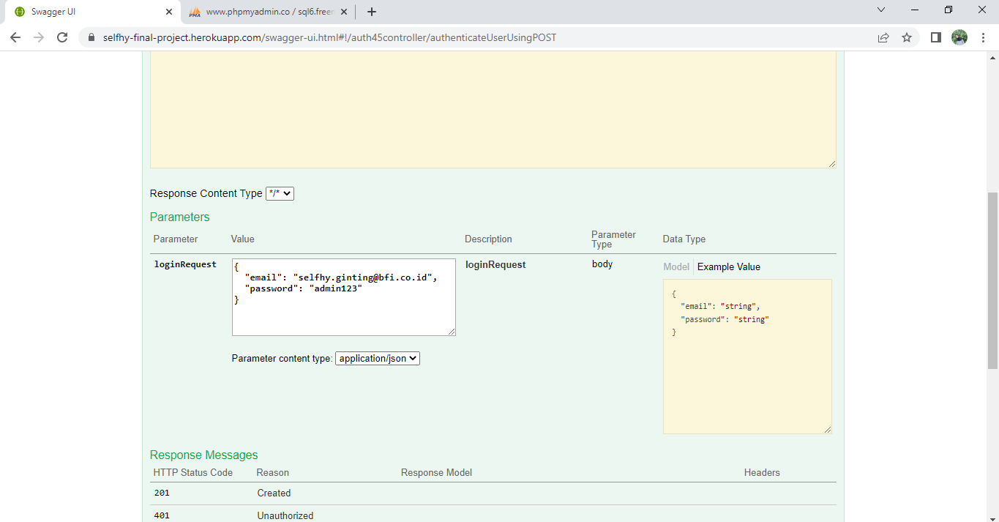 Swagger UI
www.phpmyadmin.co / sql6.freer
selfhy-final-project.herokuapp.com/swagger-ui.html#!/auth45controller/authenticateUserUsingPOST
Response Content Type */*
Parameters
Parameter Value Description Parameter Type Data Type
loginRequest
{
"email": "selfhy.ginting@bfi.co.id",
"password": "admin123"
}
loginRequest
body
Model Example Value
{
"email": "string",
"password": "string"
}
Parameter content type: application/json
Response Messages
HTTP Status Code Reason Response Model Headers
201 Created
401 Unauthorized